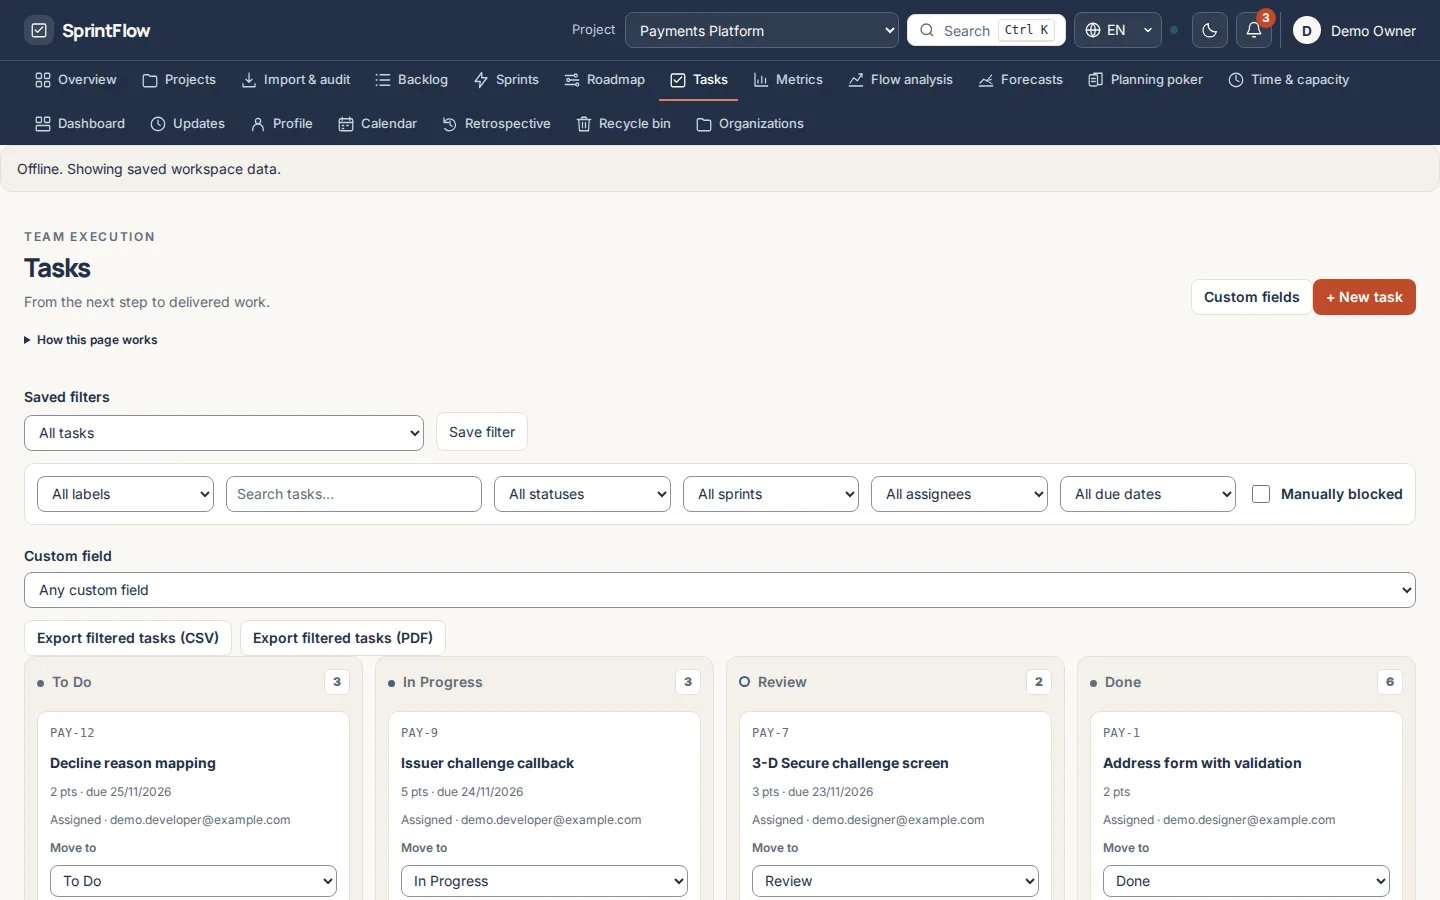 SprintFlow
Project Payments Platform Search Ctrl K EN 3 D Demo Owner
Overview Projects Import & audit Backlog Sprints Roadmap Tasks Metrics Flow analysis Forecasts Planning poker Time & capacity
Dashboard Updates Profile Calendar Retrospective Recycle bin Organizations
Offline. Showing saved workspace data.
TEAM EXECUTION
Tasks
From the next step to delivered work.
Custom fields + New task
How this page works
Saved filters
All tasks Save filter
All labels Search tasks... All statuses All sprints All assignees All due dates Manually blocked
Custom field
Any custom field
Export filtered tasks (CSV) Export filtered tasks (PDF)
To Do 3 In Progress 3 Review 2 Done 6
PAY-12 PAY-9 PAY-7 PAY-1
Decline reason mapping Issuer challenge callback 3-D Secure challenge screen Address form with validation
2 pts · due 25/11/2026 5 pts · due 24/11/2026 3 pts · due 23/11/2026 2 pts
Assigned · demo.developer@example.com Assigned · demo.developer@example.com Assigned · demo.designer@example.com Assigned · demo.designer@example.com
Move to Move to Move to Move to
To Do In Progress Review Done